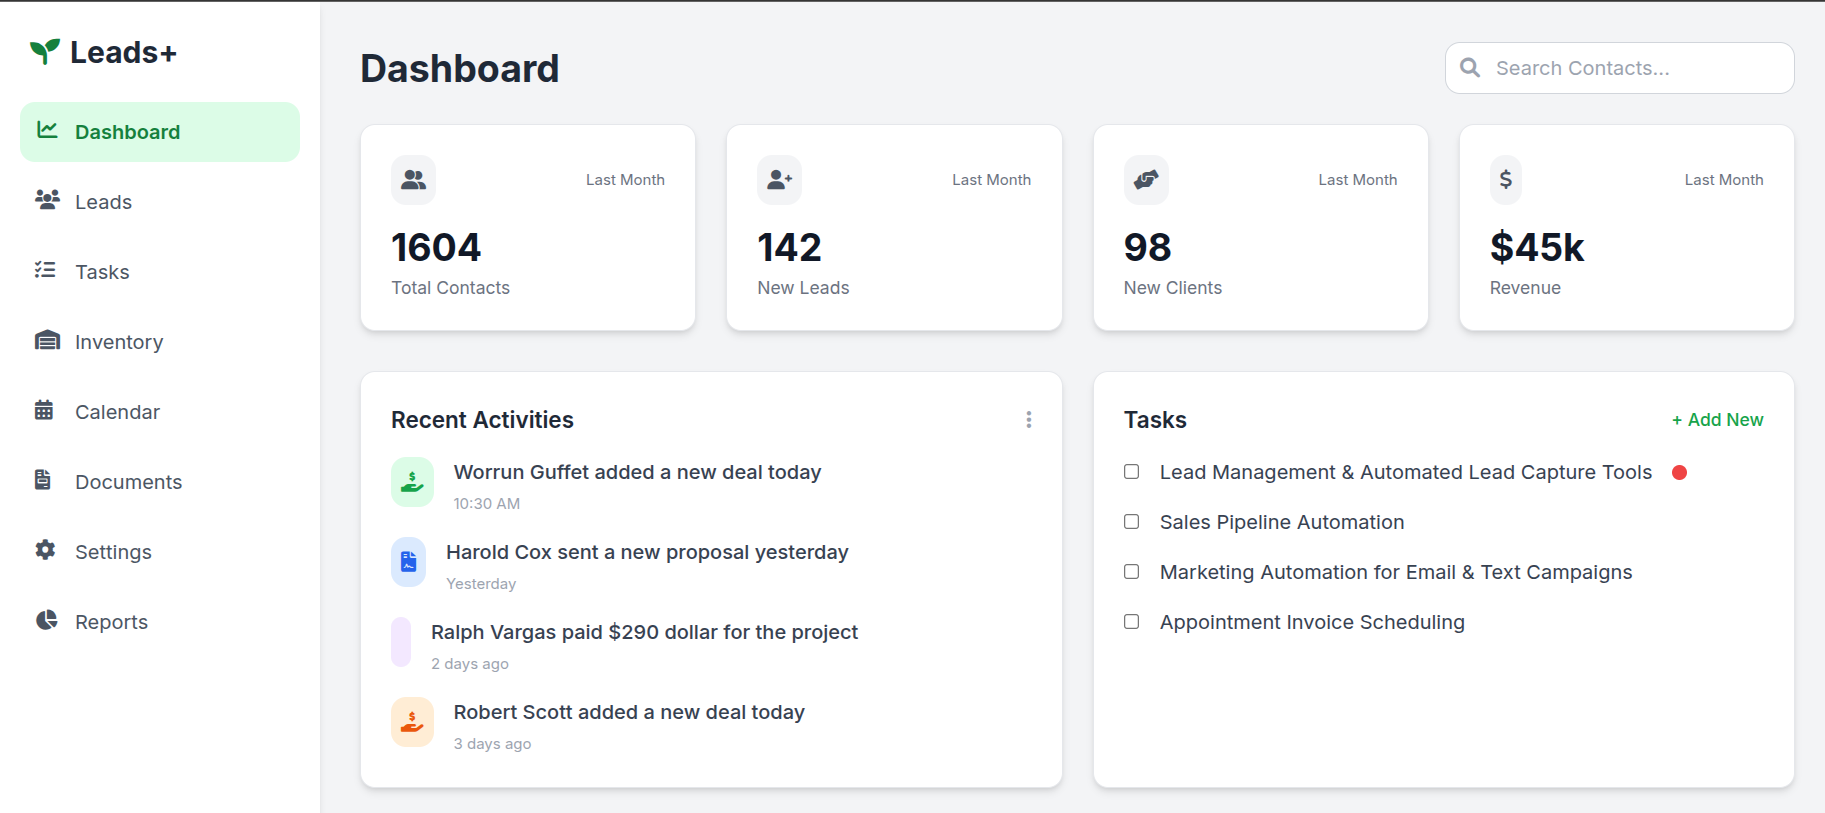 Leads+
Dashboard
Leads
Tasks
Inventory
Calendar
Documents
Settings
Reports
Dashboard
Search Contacts...
Last Month
1604
Total Contacts
Last Month
142
New Leads
Last Month
98
New Clients
$
Last Month
$45k
Revenue
Recent Activities
Worrun Guffet added a new deal today
10:30 AM
Harold Cox sent a new proposal yesterday
Yesterday
Ralph Vargas paid $290 dollar for the project
2 days ago
Robert Scott added a new deal today
3 days ago
Tasks
+ Add New
Lead Management & Automated Lead Capture Tools
Sales Pipeline Automation
Marketing Automation for Email & Text Campaigns
Appointment Invoice Scheduling